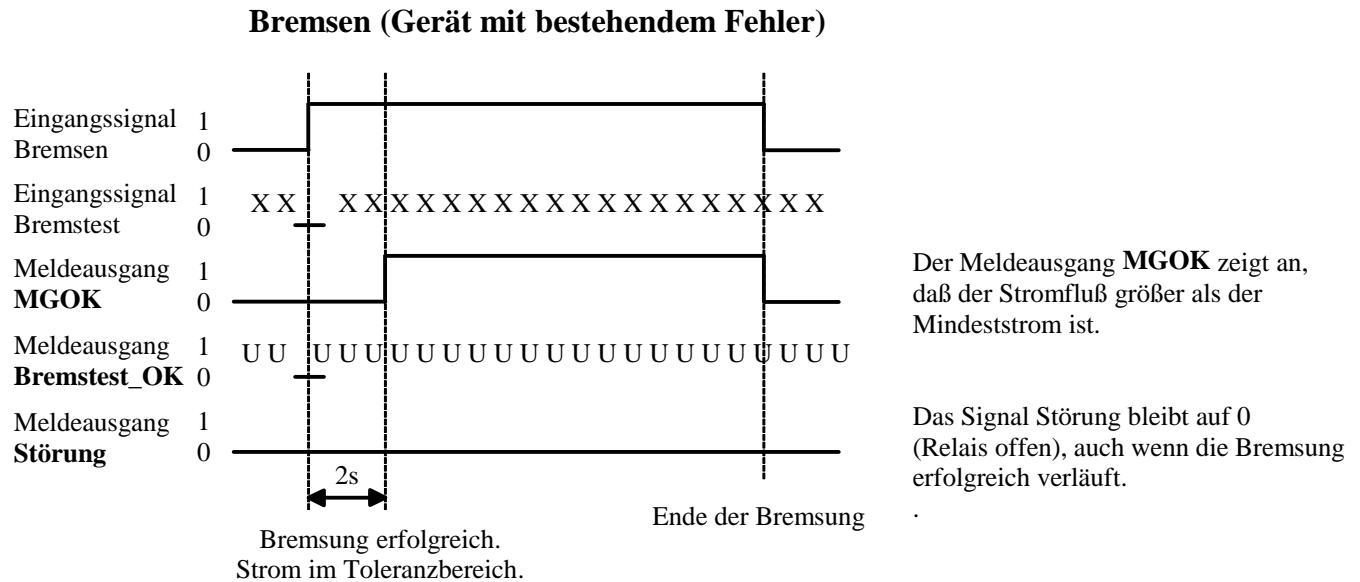 Bremsen (Gerät mit bestehendem Fehler)
Eingangssignal 1
Bremsen 0
Eingangssignal 1 X X X X X X X X X X X X X X X X X X X X X
Bremstest 0
Meldeausgang 1
MGOK 0
Der Meldeausgang MGOK zeigt an,
daß der Stromfluß größer als der
Mindeststrom ist.
Meldeausgang 1 U U U U U U U U U U U U U U U U U U U U U U U
Bremstest_OK 0
Meldeausgang 1
Störung 0
Das Signal Störung bleibt auf 0
(Relais offen), auch wenn die Bremsung
erfolgreich verläuft.
.
2s
Ende der Bremsung
Bremsung erfolgreich.
Strom im Toleranzbereich.